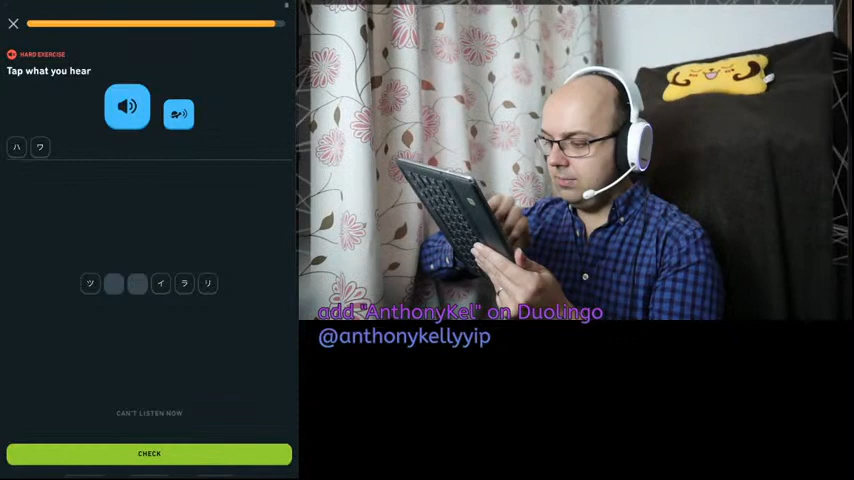 HARD EXERCISE
Tap what you hear
ハ ワ
ツ イ ラ リ
CAN'T LISTEN NOW
CHECK
add "AnthonyKel" on Duolingo
@anthonykellyyip